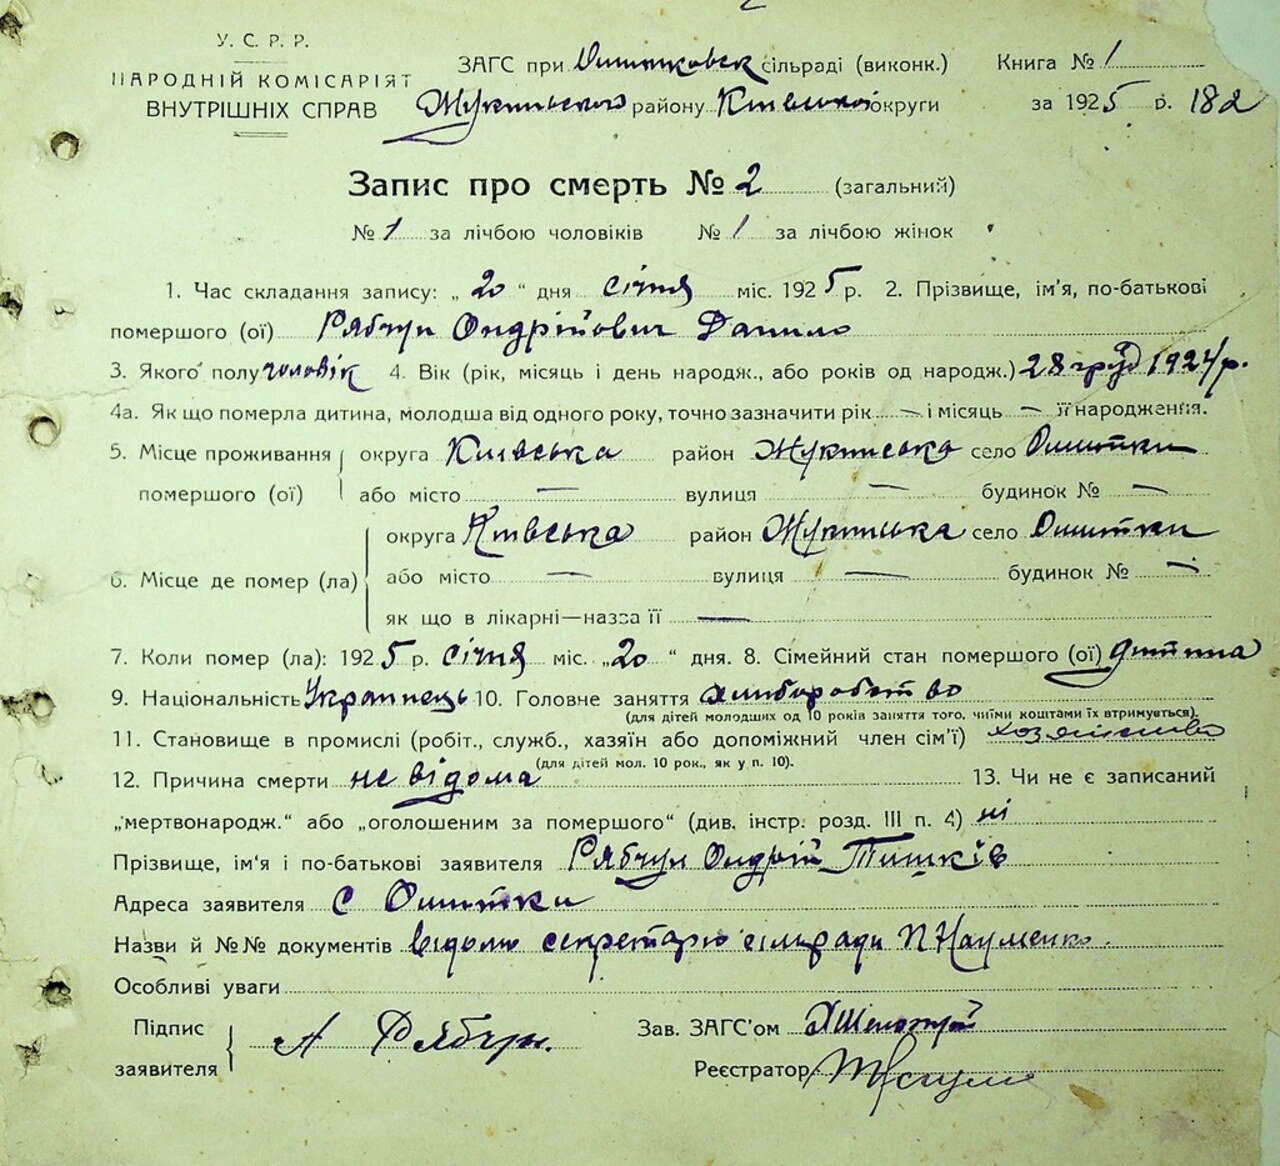 У. С. Р. Р.
НАРОДНІЙ КОМІСАРІЯТ
ВНУТРІШНІХ СПРАВ
ЗАГС при Ошитковск сільраді (виконк.) Книга № 1
Жукинського району Київської округи за 1925 р. 182
Запис про смерть № 2 (загальний)
№ 1 за лічбою чоловіків № 1 за лічбою жінок
1. Час складання запису: „ 20 “ дня січня міс. 1925 р. 2. Прізвище, ім'я, по-батькові
помершого (ої) Рябчун Ондрійович Данило
3. Якого полу чоловік 4. Вік (рік, місяць і день народж., або років од народж.) 28 груд 1924 р.
4а. Як що померла дитина, молодша від одного року, точно зазначити рік — і місяць — її народження.
5. Місце проживання округа Київська район Жукинська село Ошитки
помершого (ої) або місто — вулиця — будинок № —
округа Київська район Жукинська село Ошитки
6. Місце де помер (ла) або місто — вулиця — будинок № —
як що в лікарні—назва її —
7. Коли помер (ла): 1925 р. січня міс. „20 “ дня. 8. Сімейний стан помершого (ої) дитина
9. Національність Украинець 10. Головне заняття хлиборобство
(для дітей молодших од 10 років заняття того, чиїми коштами їх втримується).
11. Становище в промислі (робіт., служб., хазяїн або допоміжний член сім'ї) хозяйство
(для дітей мол. 10 рок., як у п. 10).
12. Причина смерти не відома 13. Чи не є записаний
„мертвонародж.“ або „оголошеним за помершого“ (див. інстр. розд. III п. 4) ні
Прізвище, ім'я і по-батькові заявителя Рябчун Ондрій Тишків
Адреса заявителя с Ошитки
Назви й №№ документів відомо секретарю сільради П Науменко.
Особливі уваги
Підпис
заявителя А Рябчун.
Зав. ЗАГС'ом
Реєстратор